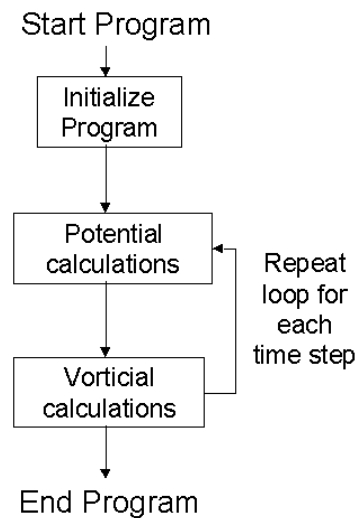 Start Program
Initialize
Program
Potential
calculations
Repeat
loop for
each
time step
Vorticial
calculations
End Program